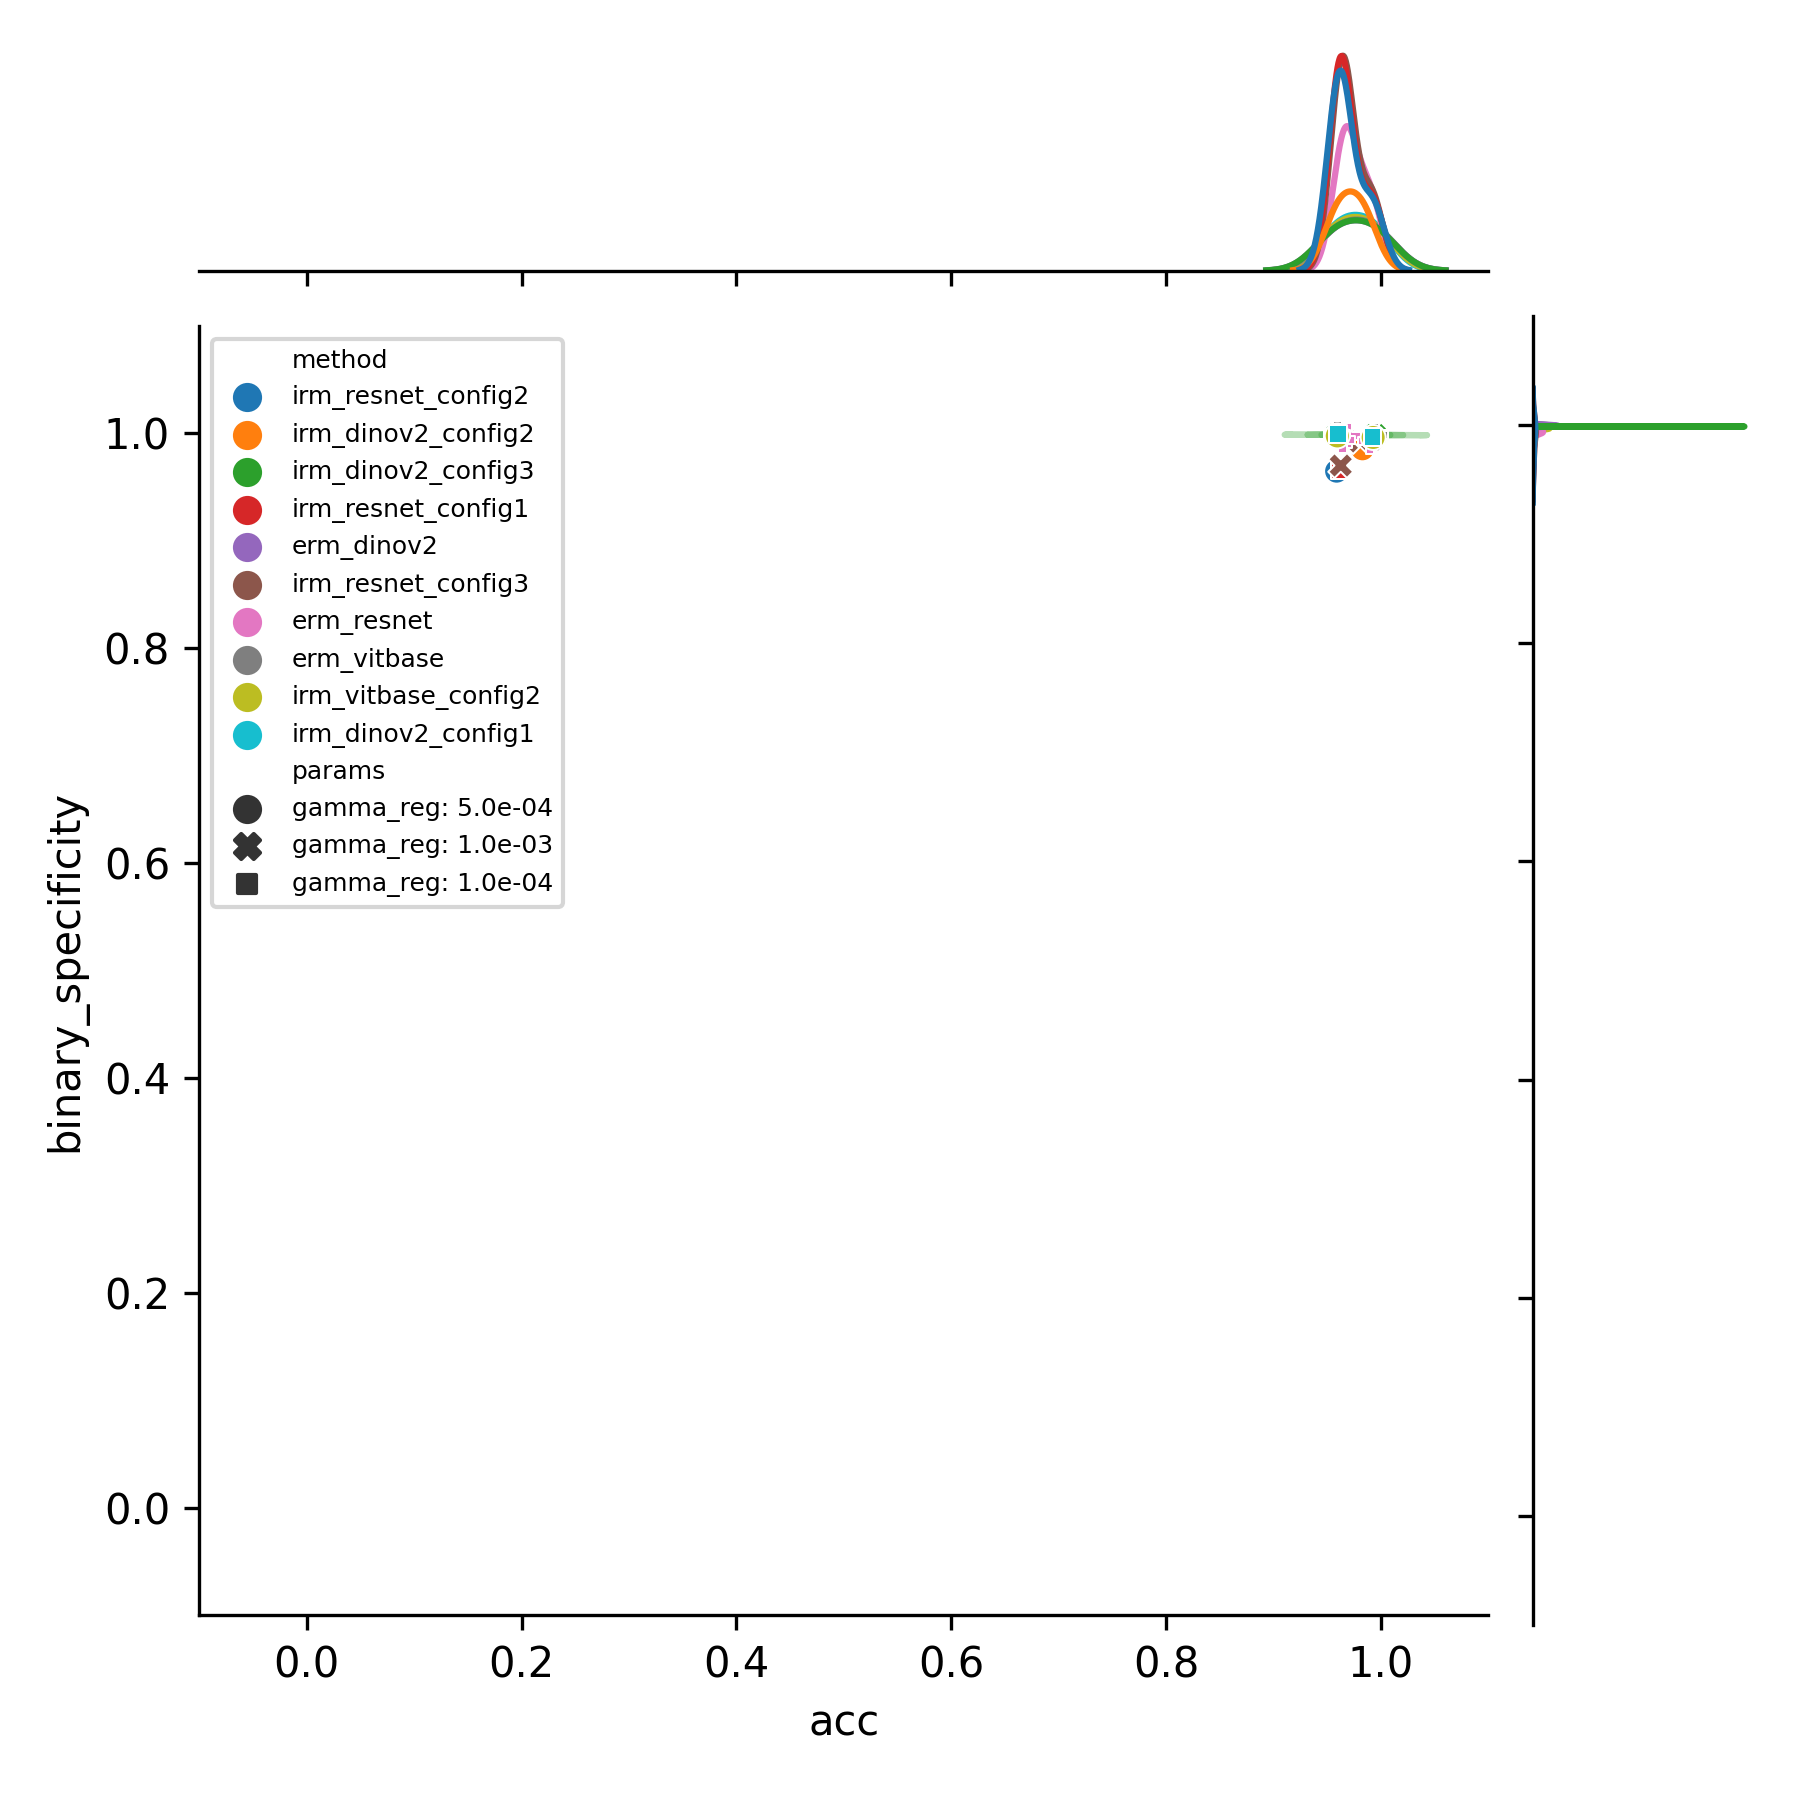 method
irm_resnet_config2
irm_dinov2_config2
irm_dinov2_config3
irm_resnet_config1
erm_dinov2
irm_resnet_config3
erm_resnet
erm_vitbase
irm_vitbase_config2
irm_dinov2_config1
params
gamma_reg: 5.0e-04
gamma_reg: 1.0e-03
gamma_reg: 1.0e-04
binary_specificity
1.0
0.8
0.6
0.4
0.2
0.0
0.0 0.2 0.4 0.6 0.8 1.0
acc